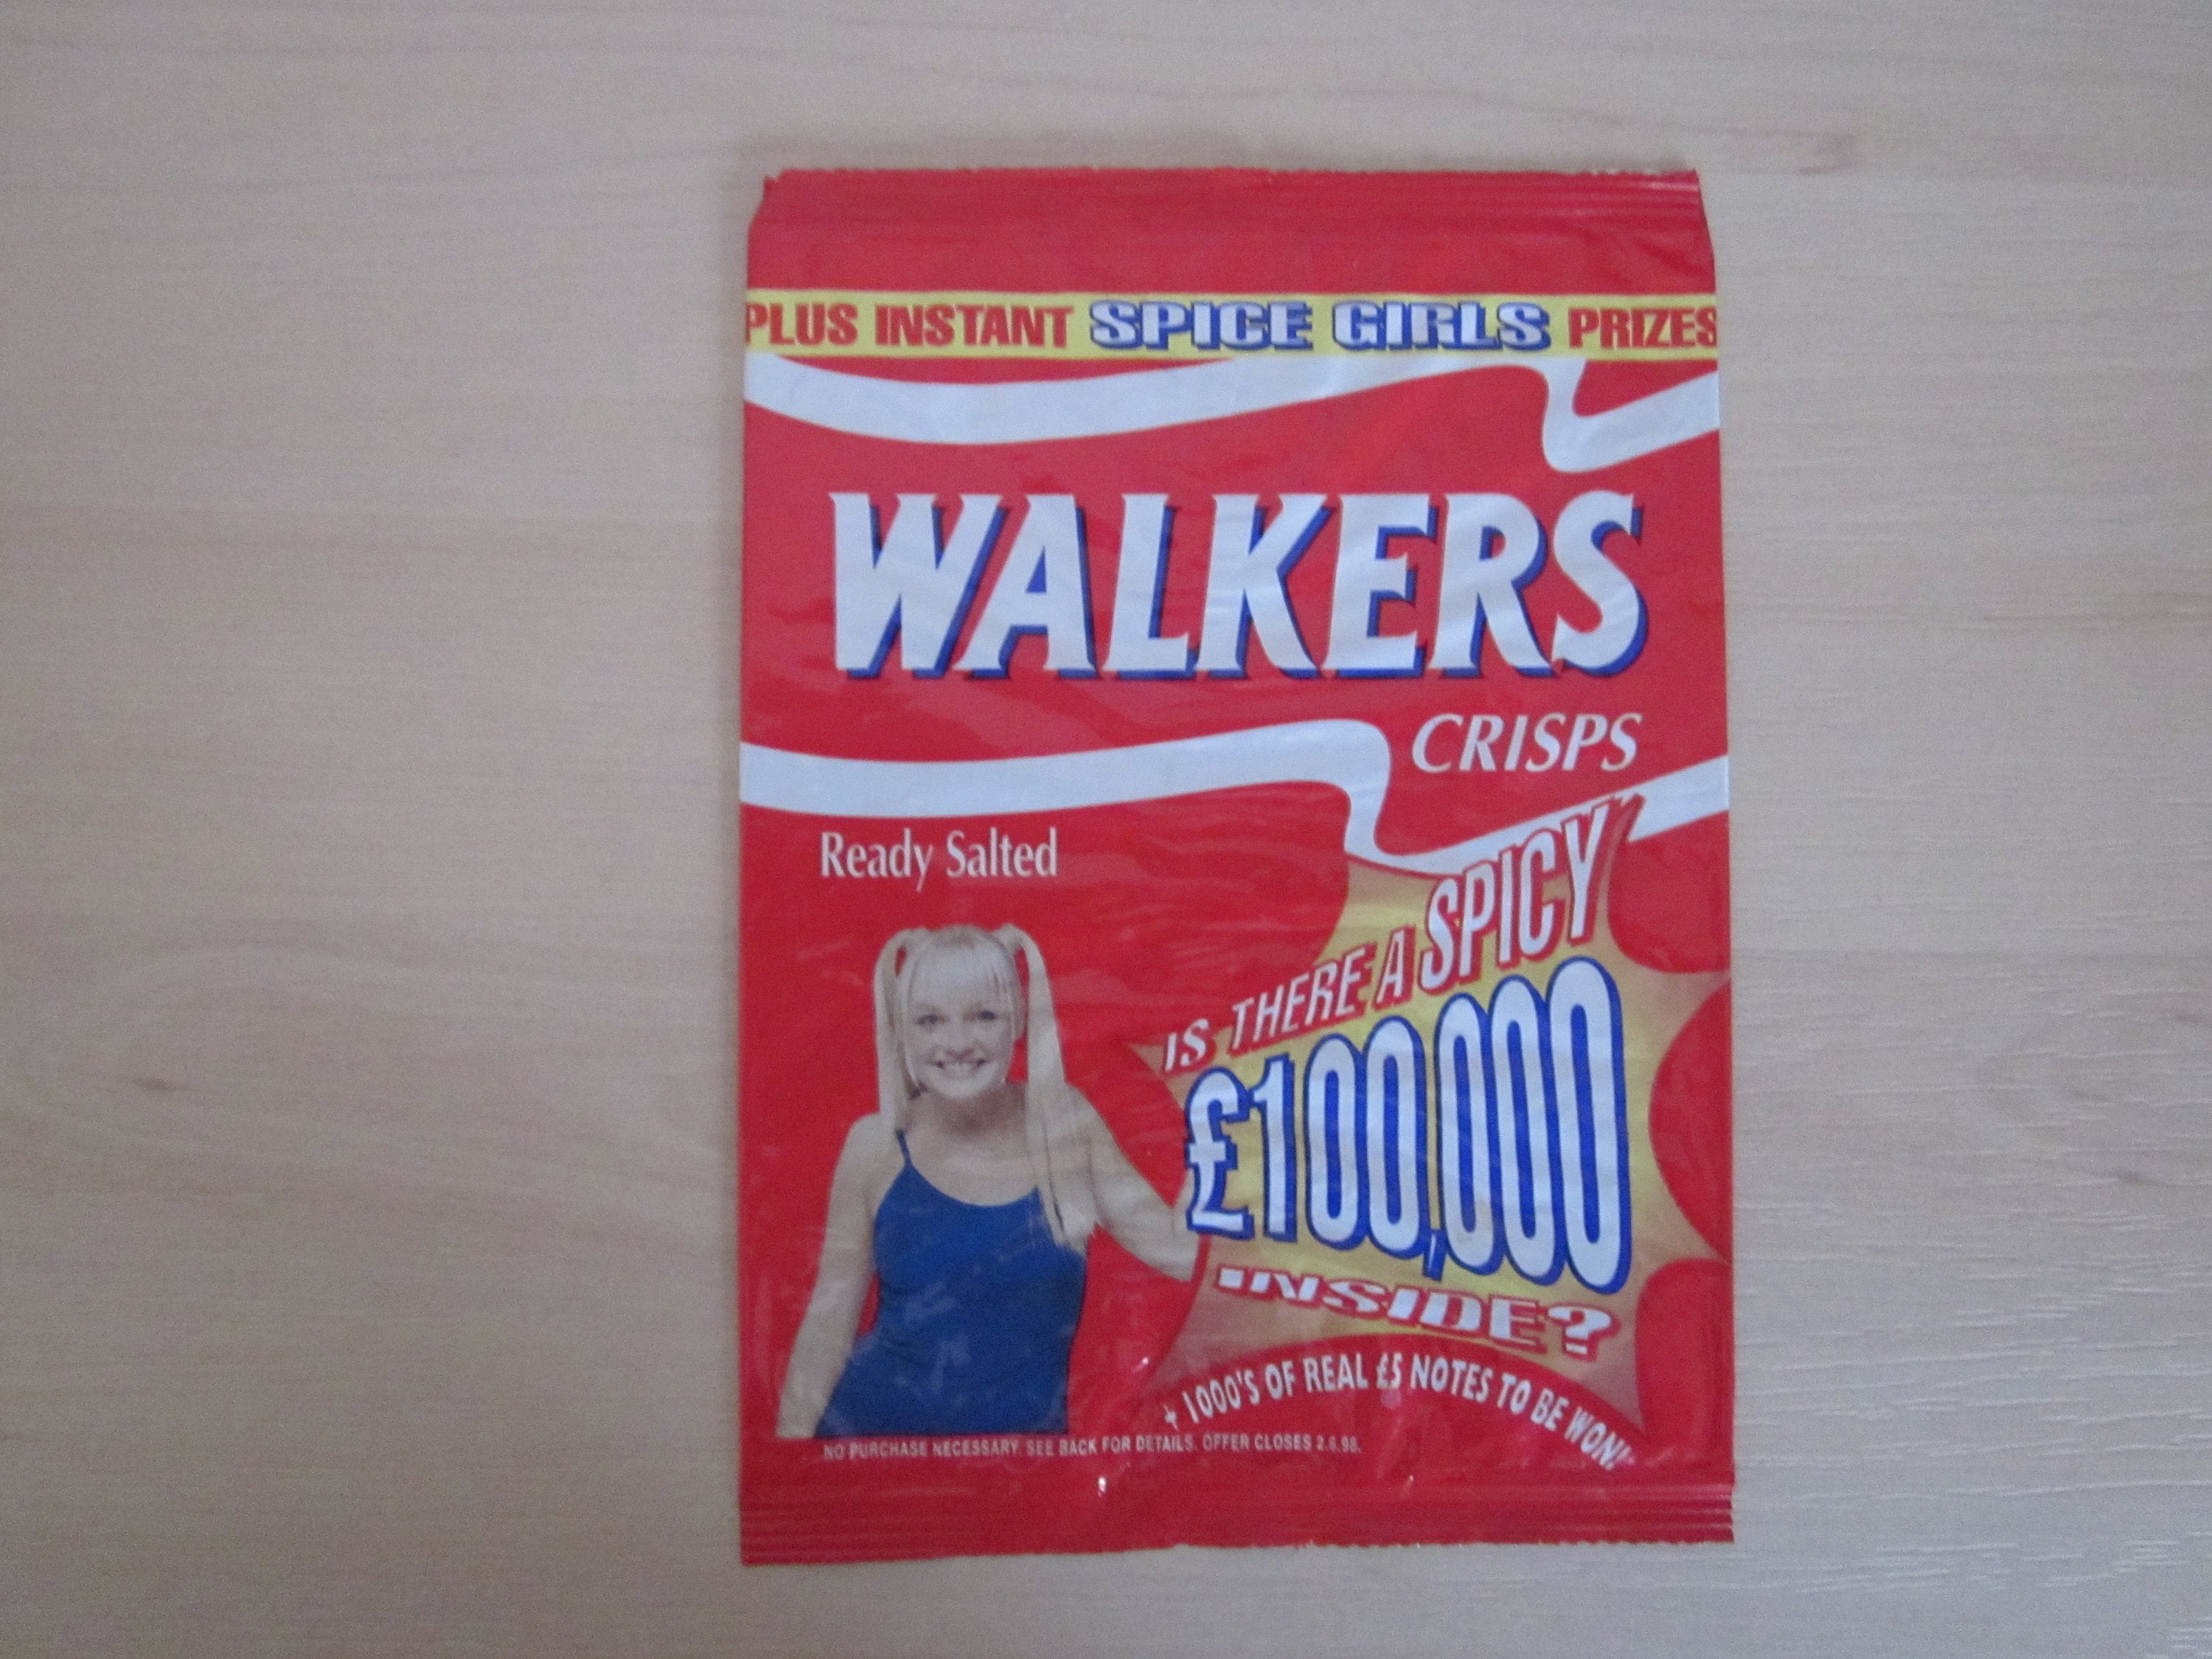 PLUS INSTANT SPICE GIRLS PRIZES
WALKERS
CRISPS
Ready Salted
IS THERE A SPICY
£100,000
INSIDE?
+ 1000'S OF REAL £5 NOTES TO BE WON!
NO PURCHASE NECESSARY. SEE BACK FOR DETAILS. OFFER CLOSES 2.6.98.